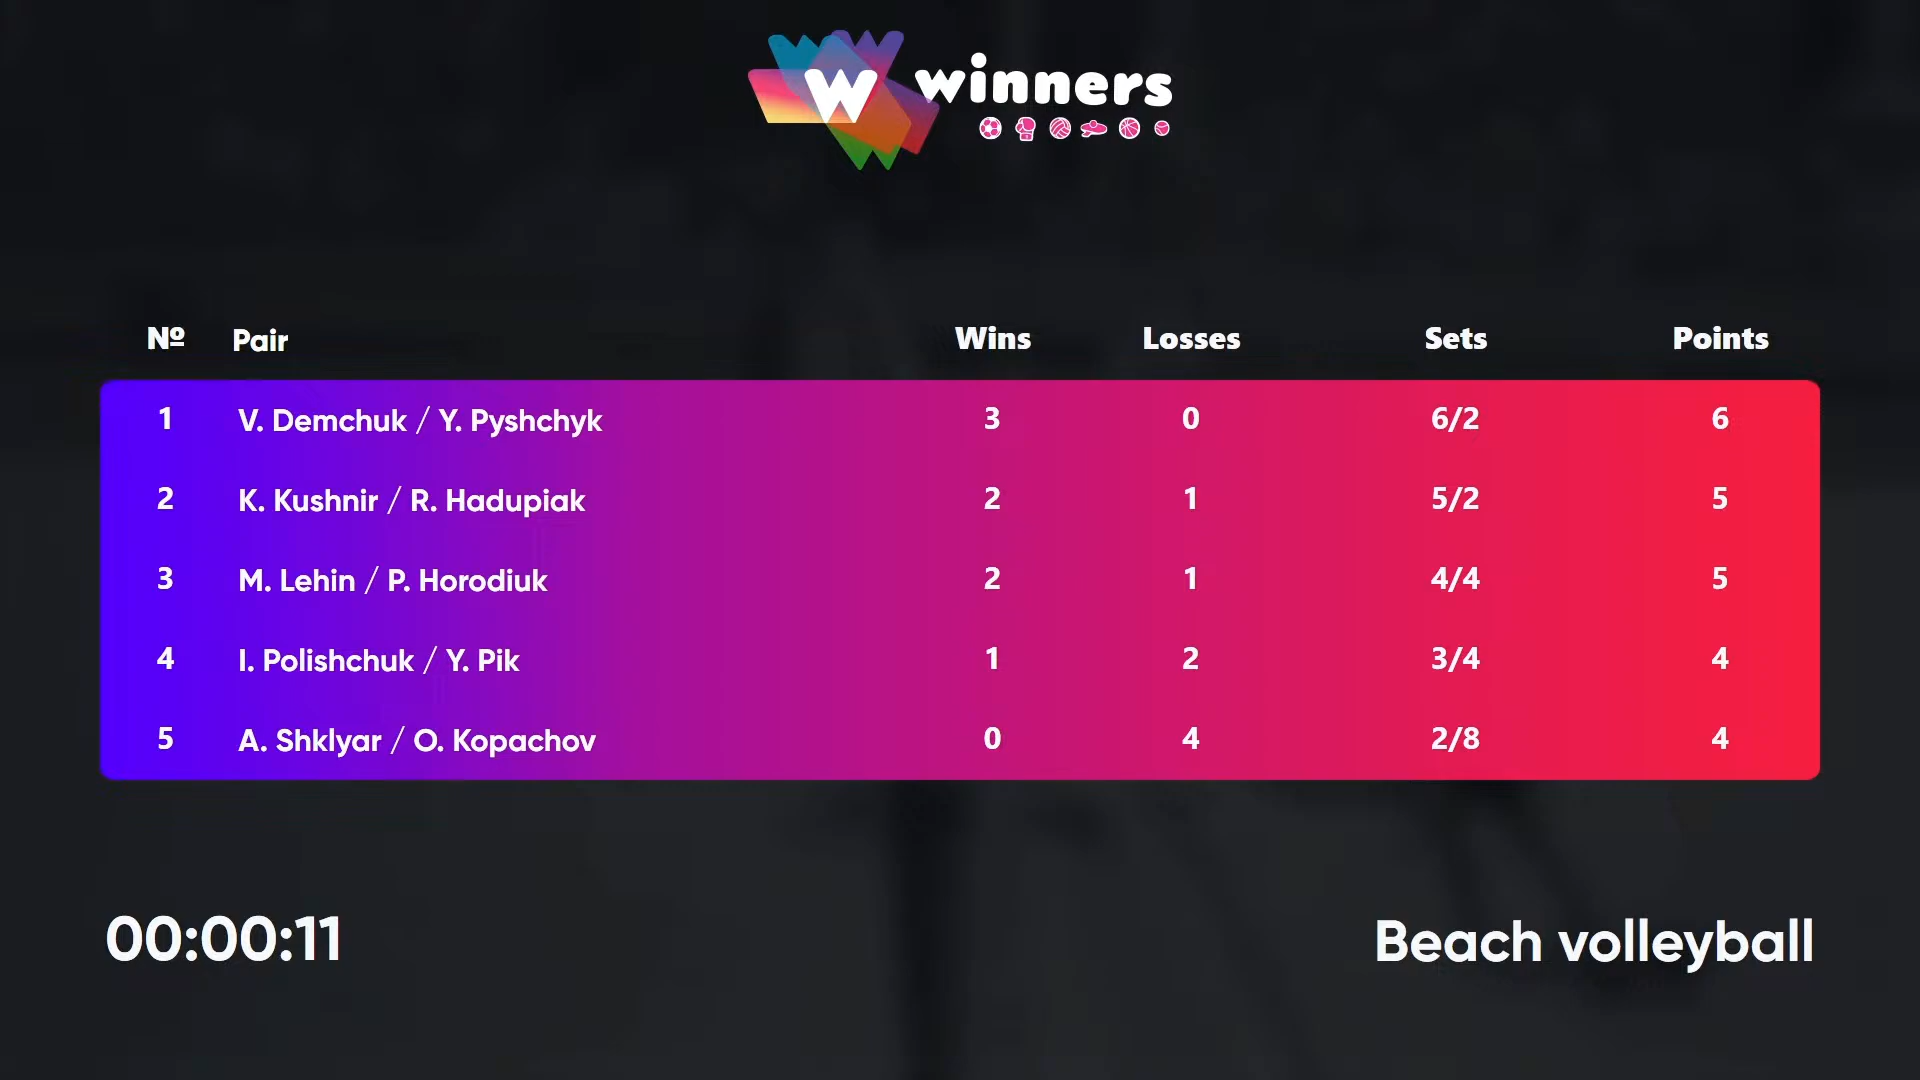 W winners
Nº Pair Wins Losses Sets Points
1 V. Demchuk / Y. Pyshchyk 3 0 6/2 6
2 K. Kushnir / R. Hadupiak 2 1 5/2 5
3 M. Lehin / P. Horodiuk 2 1 4/4 5
4 I. Polishchuk / Y. Pik 1 2 3/4 4
5 A. Shklyar / O. Kopachov 0 4 2/8 4
00:00:11 Beach volleyball